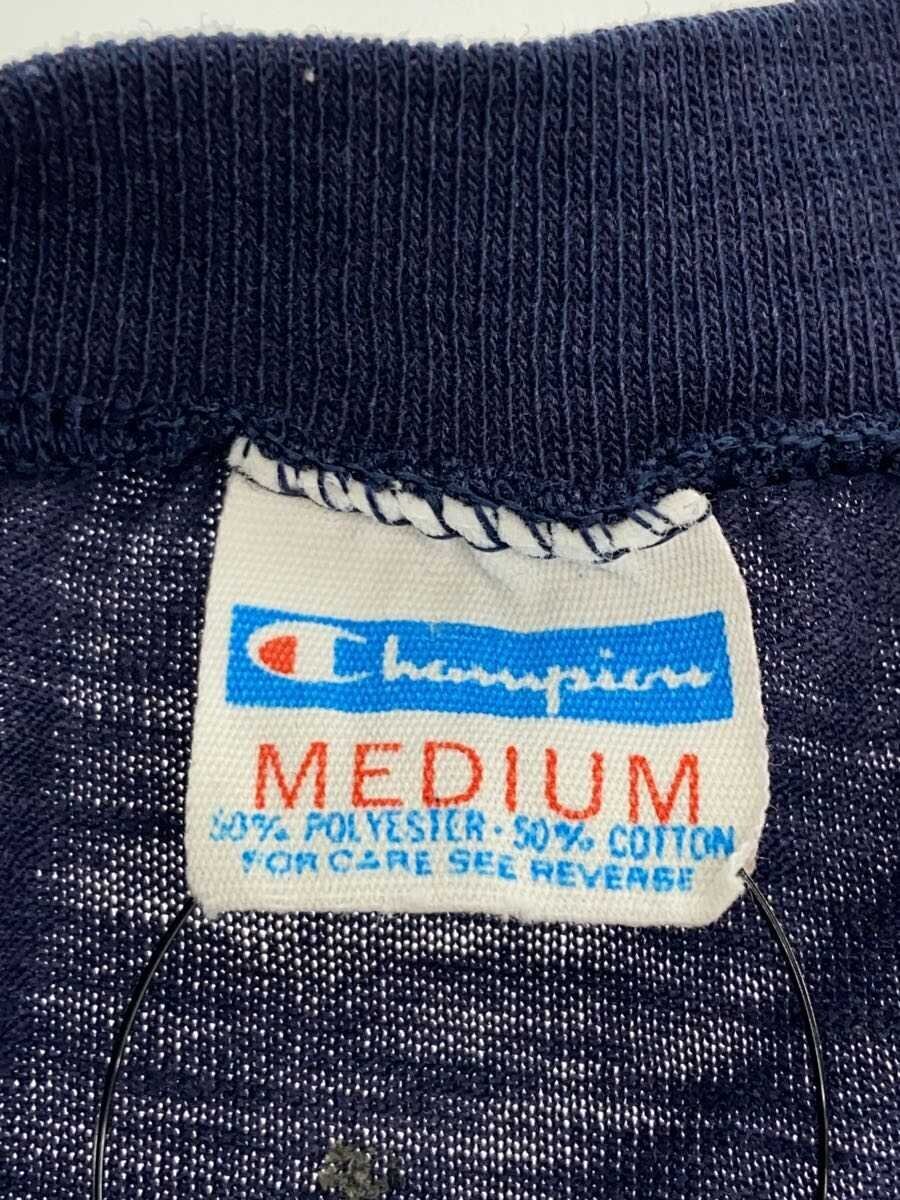 Champion
MEDIUM
50% POLYESTER · 50% COTTON
FOR CARE SEE REVERSE